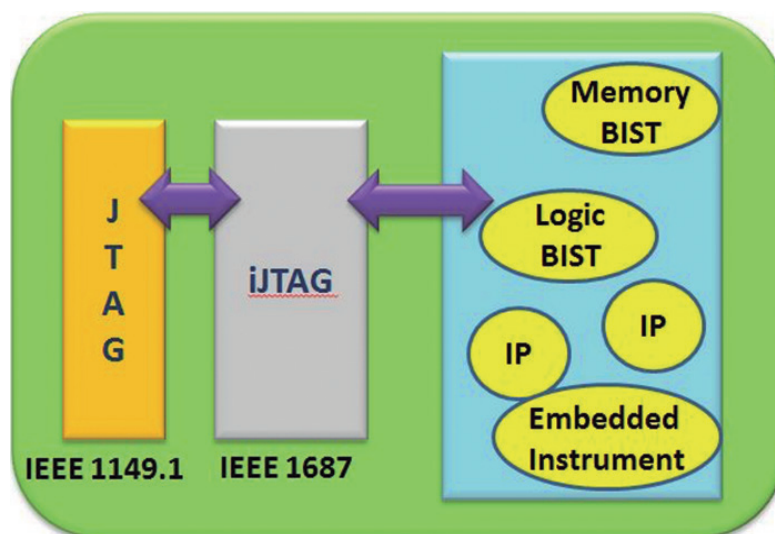 J
T
A
G
IEEE 1149.1
iJTAG
IEEE 1687
Memory
BIST
Logic
BIST
IP
IP
Embedded
Instrument